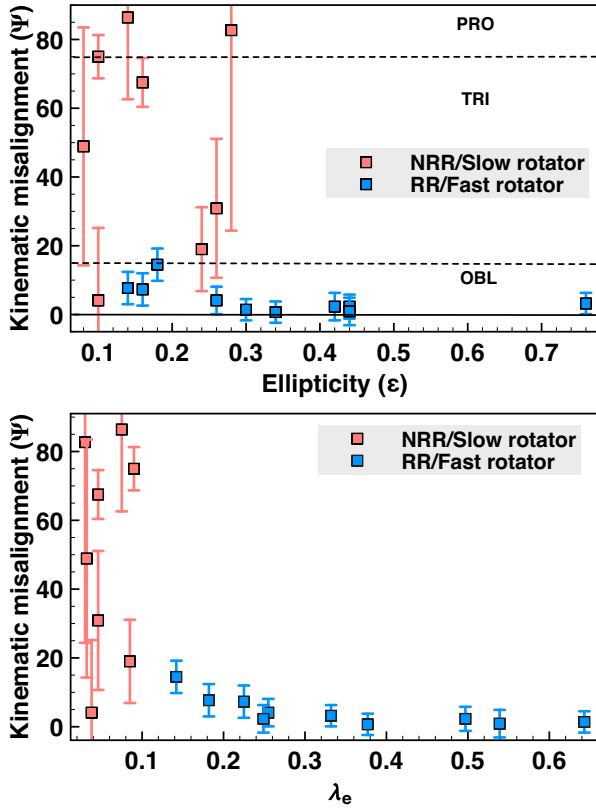 80
60
40
20
0
Kinematic misalignment (Ψ)
PRO
TRI
NRR/Slow rotator
RR/Fast rotator
OBL
0.1 0.2 0.3 0.4 0.5 0.6 0.7
Ellipticity (ε)
80
60
40
20
0
Kinematic misalignment (Ψ)
NRR/Slow rotator
RR/Fast rotator
0.1 0.2 0.3 0.4 0.5 0.6
λe